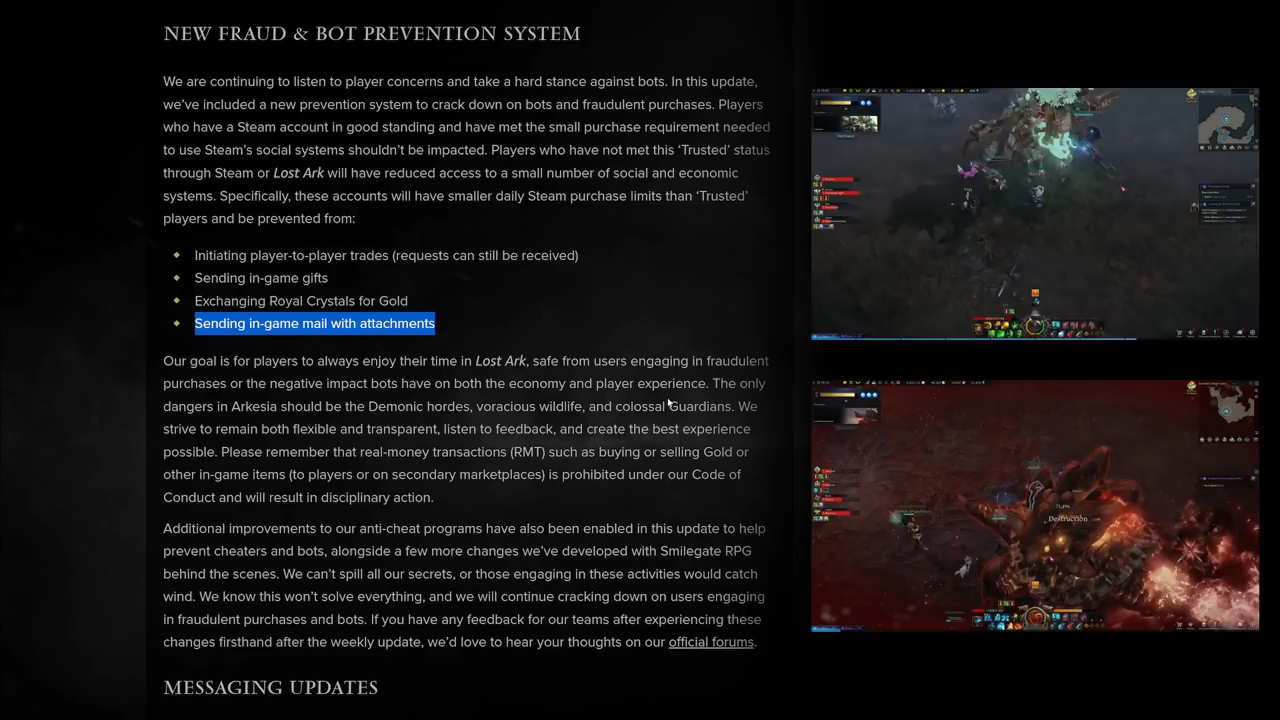 NEW FRAUD & BOT PREVENTION SYSTEM
We are continuing to listen to player concerns and take a hard stance against bots. In this update,
we've included a new prevention system to crack down on bots and fraudulent purchases. Players
who have a Steam account in good standing and have met the small purchase requirement needed
to use Steam's social systems shouldn't be impacted. Players who have not met this 'Trusted' status
through Steam or Lost Ark will have reduced access to a small number of social and economic
systems. Specifically, these accounts will have smaller daily Steam purchase limits than 'Trusted'
players and be prevented from:
Initiating player-to-player trades (requests can still be received)
Sending in-game gifts
Exchanging Royal Crystals for Gold
Sending in-game mail with attachments
Our goal is for players to always enjoy their time in Lost Ark, safe from users engaging in fraudulent
purchases or the negative impact bots have on both the economy and player experience. The only
dangers in Arkesia should be the Demonic hordes, voracious wildlife, and colossal Guardians. We
strive to remain both flexible and transparent, listen to feedback, and create the best experience
possible. Please remember that real-money transactions (RMT) such as buying or selling Gold or
other in-game items (to players or on secondary marketplaces) is prohibited under our Code of
Conduct and will result in disciplinary action.
Additional improvements to our anti-cheat programs have also been enabled in this update to help
prevent cheaters and bots, alongside a few more changes we've developed with Smilegate RPG
behind the scenes. We can't spill all our secrets, or those engaging in these activities would catch
wind. We know this won't solve everything, and we will continue cracking down on users engaging
in fraudulent purchases and bots. If you have any feedback for our teams after experiencing these
changes firsthand after the weekly update, we'd love to hear your thoughts on our official forums.
MESSAGING UPDATES
Destruction